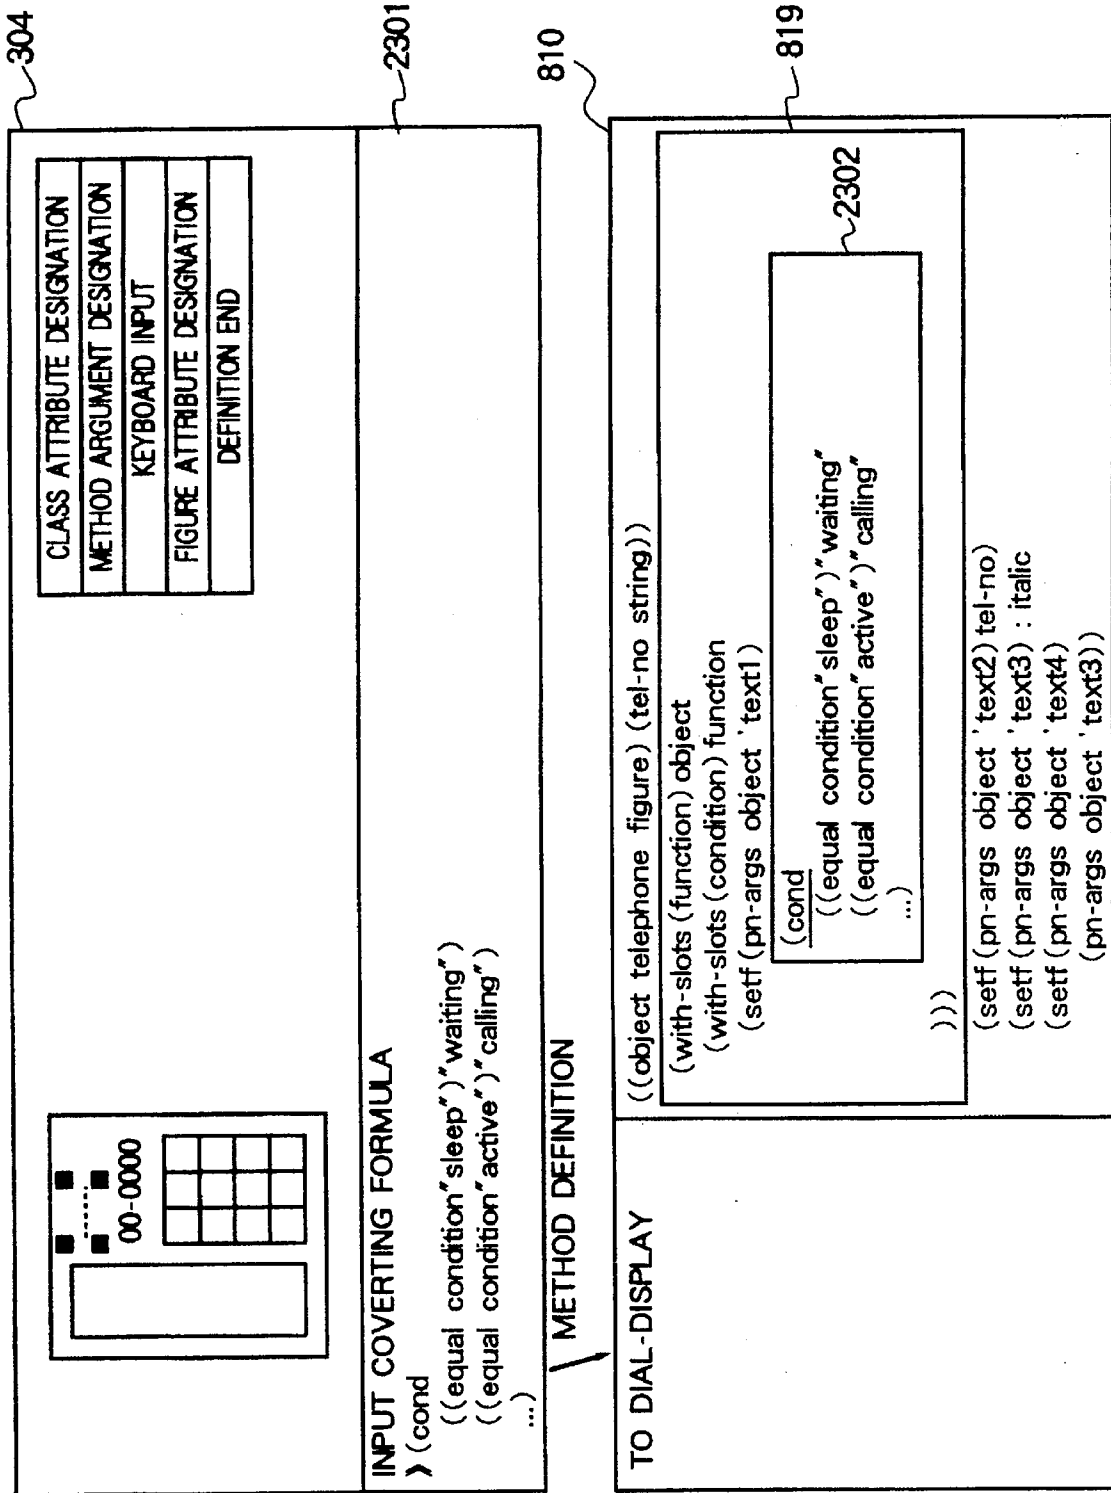 304
CLASS ATTRIBUTE DESIGNATION
METHOD ARGUMENT DESIGNATION
KEYBOARD INPUT
FIGURE ATTRIBUTE DESIGNATION
DEFINITION END
00-0000
2301
INPUT COVERTING FORMULA
》(cond
((equal condition"sleep")"waiting")
((equal condition"active")"calling")
...)
METHOD DEFINITION
810
TO DIAL-DISPLAY
((object telephone figure) (tel-no string))
819
(with-slots (function) object
(with-slots (condition) function
(setf (pn-args object 'text1)
2302
(cond
((equal condition"sleep")"waiting"
((equal condition"active")"calling"
...)
)))
(setf (pn-args object 'text2) tel-no)
(setf (pn-args object 'text3) : italic
(setf (pn-args object 'text4)
(pn-args object 'text3))